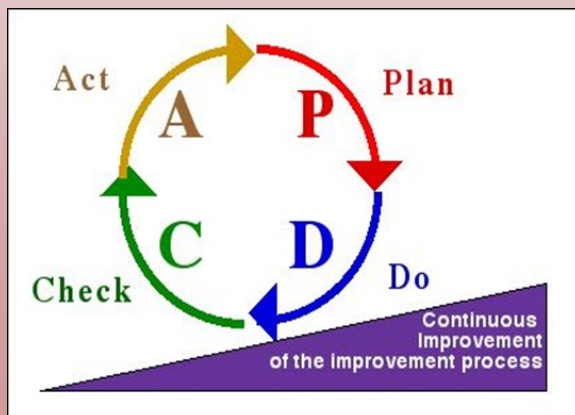 Act
A
P
Plan
C
D
Check
Do
Continuous
Improvement
of the improvement process